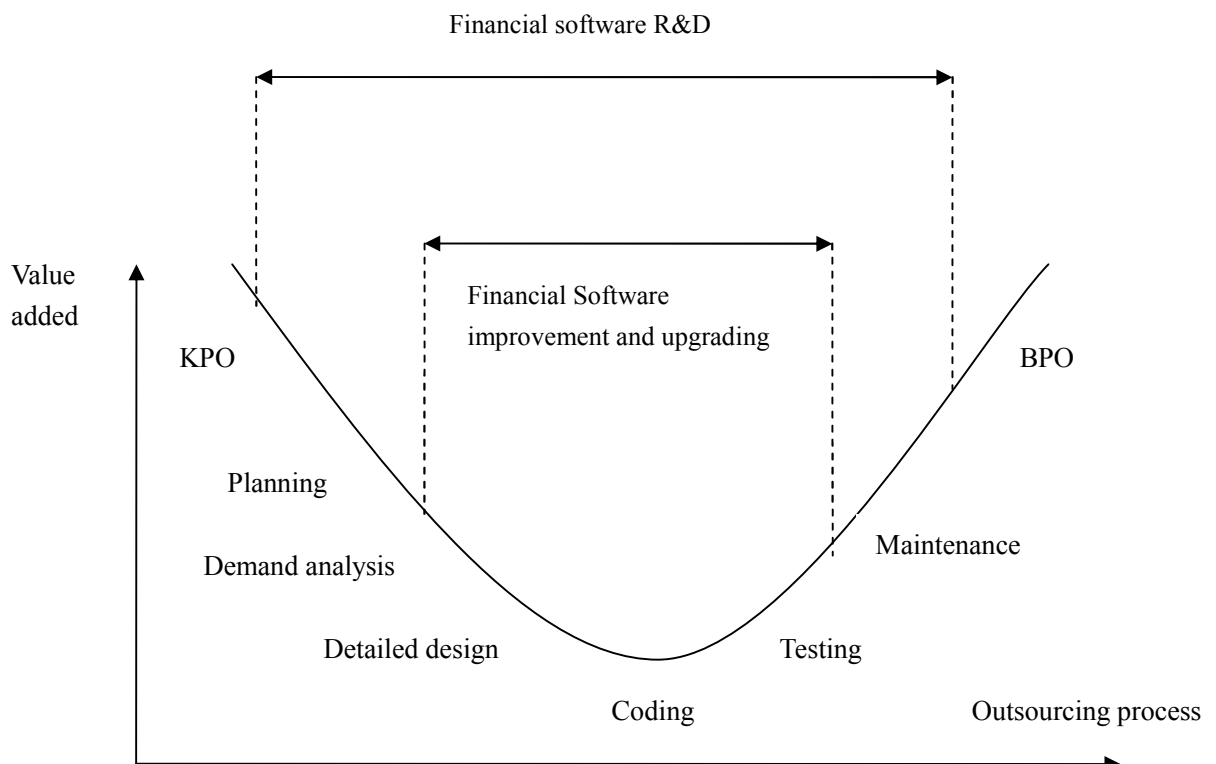 Financial software R&D
Value
added
Financial Software
improvement and upgrading
KPO
BPO
Planning
Maintenance
Demand analysis
Detailed design
Testing
Coding
Outsourcing process